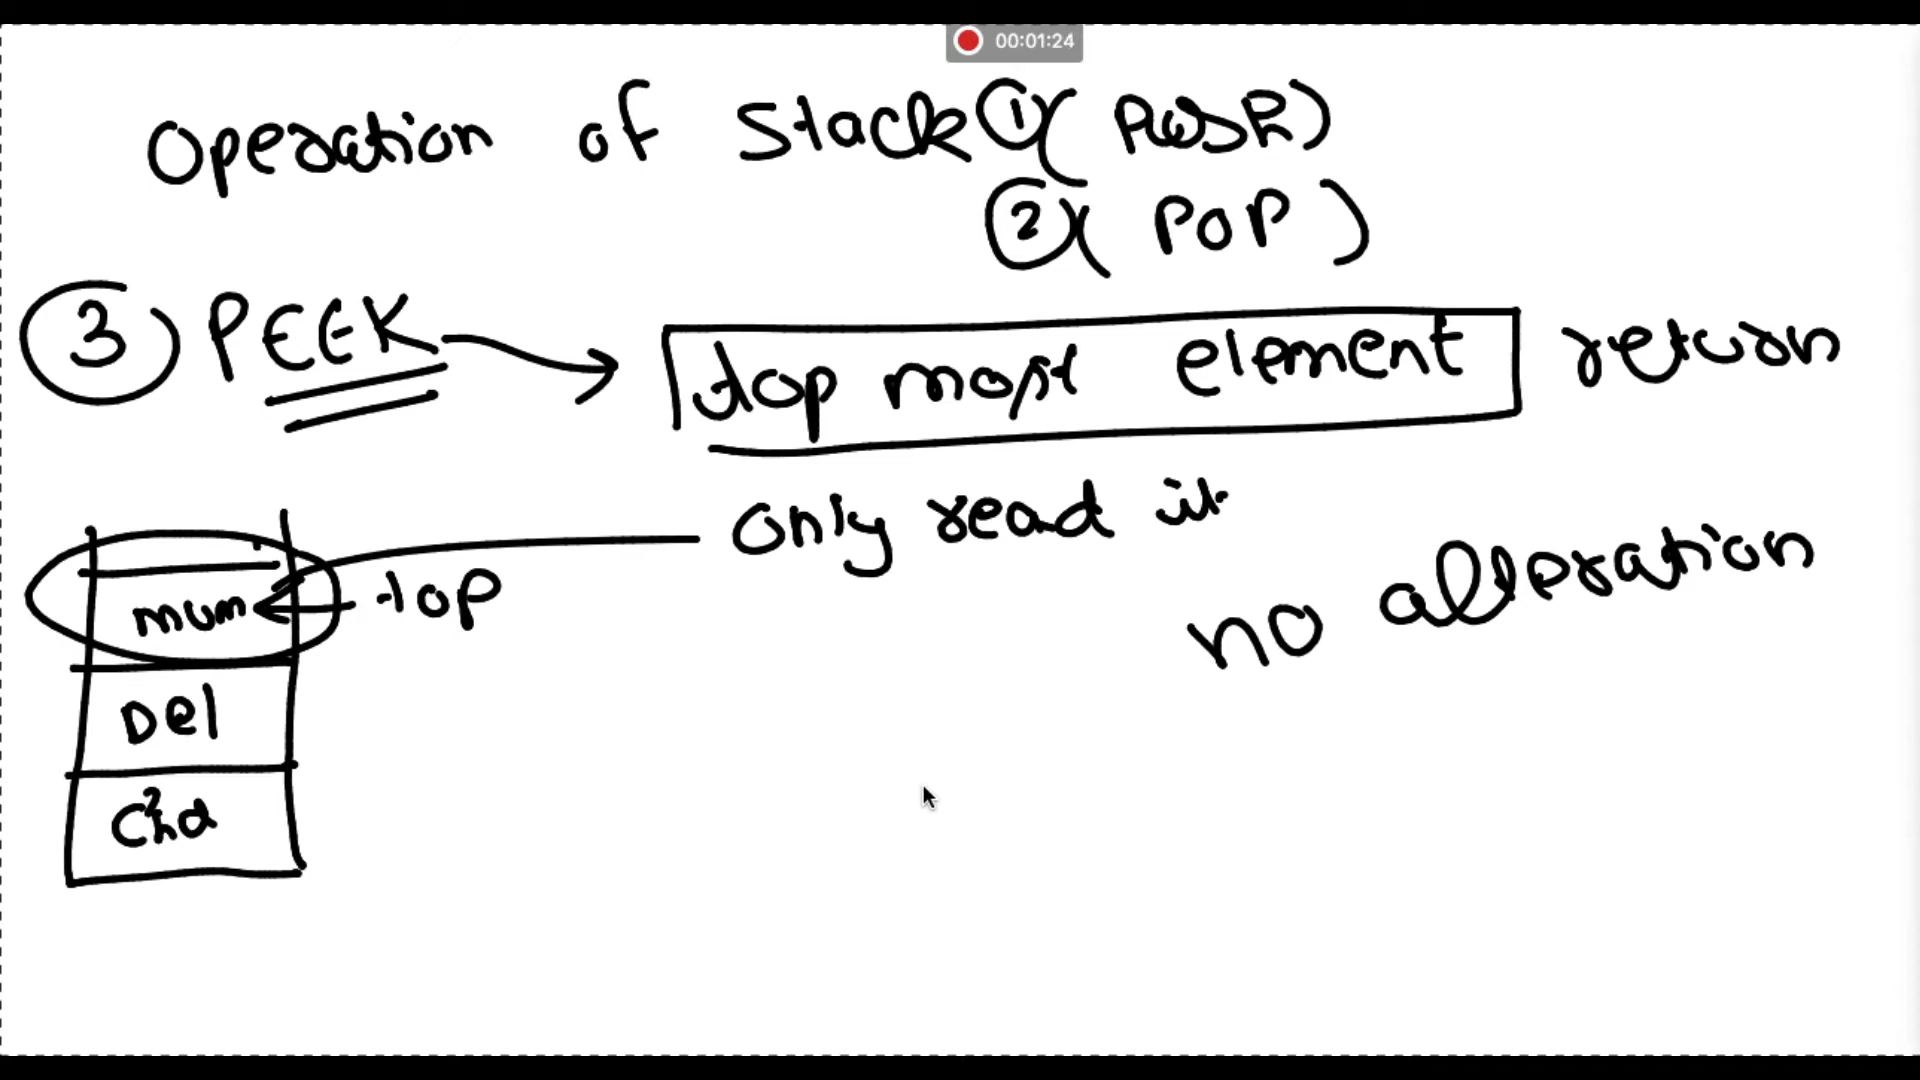 00:01:24
Operation of Stack ① (PUSH)
② (POP)
③ PEEK → top most element return
only read it
no alteration
mum ← top
Del